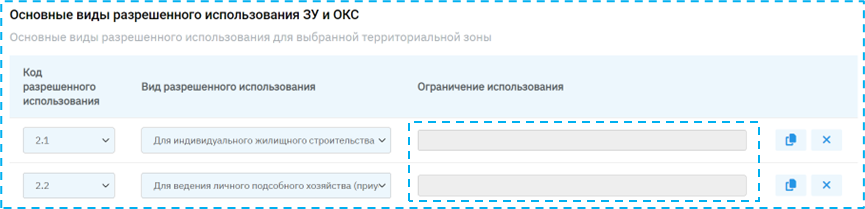 Основные виды разрешенного использования ЗУ и ОКС
Основные виды разрешенного использования для выбранной территориальной зоны
Код
разрешенного
использования
Вид разрешенного использования
Ограничение использования
2.1
Для индивидуального жилищного строительства
2.2
Для ведения личного подсобного хозяйства (приу